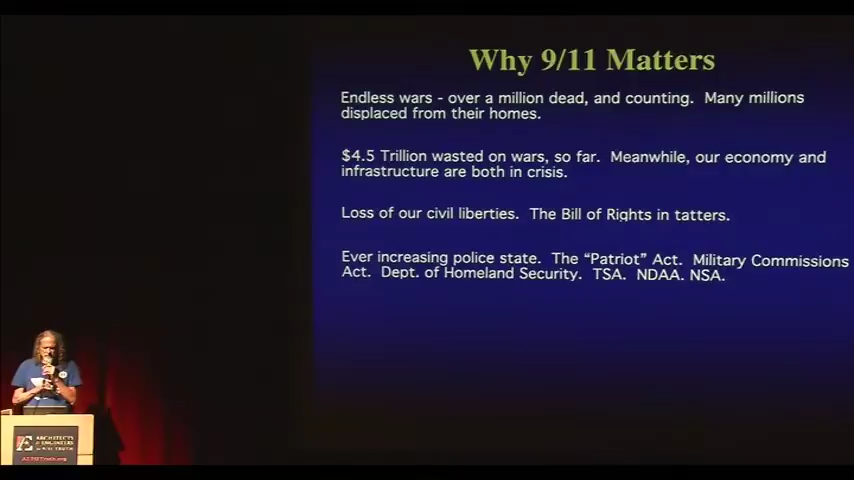 Why 9/11 Matters
Endless wars - over a million dead, and counting. Many millions
displaced from their homes.
$4.5 Trillion wasted on wars, so far. Meanwhile, our economy and
infrastructure are both in crisis.
Loss of our civil liberties. The Bill of Rights in tatters.
Ever increasing police state. The “Patriot” Act. Military Commissions
Act. Dept. of Homeland Security. TSA. NDAA. NSA.
ARCHITECTS
& ENGINEERS
for 9/11 TRUTH
AE911Truth.org